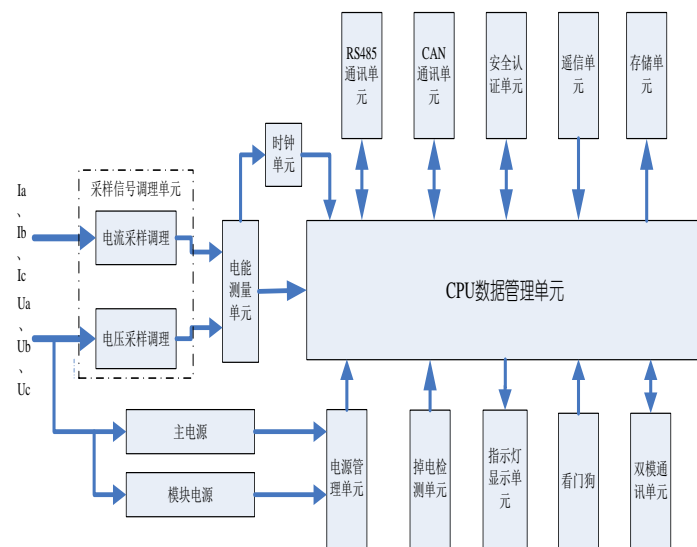 RS485
通讯单
元
CAN
通讯单
元
安全认
证单元
遥信单
元
存储单
元
时钟
单元
采样信号调理单元
Ia
、
Ib
、
Ic
Ua
、
Ub
、
Uc
电流采样调理
电压采样调理
电能
测量
单元
CPU数据管理单元
主电源
模块电源
电源管
理单元
掉电检
测单元
指示灯
显示单
元
看门狗
双模通
讯单元